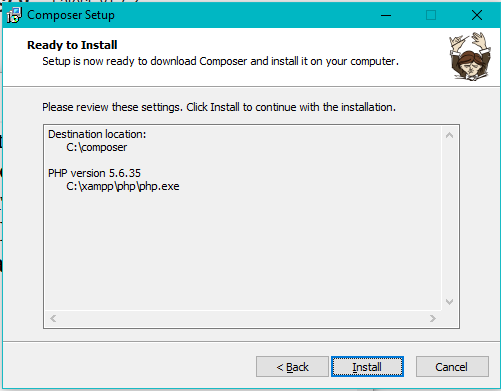 Composer Setup
Ready to Install
Setup is now ready to download Composer and install it on your computer.
Please review these settings. Click Install to continue with the installation.
Destination location:
C:\composer
PHP version 5.6.35
C:\xampp\php\php.exe
< Back
Install
Cancel